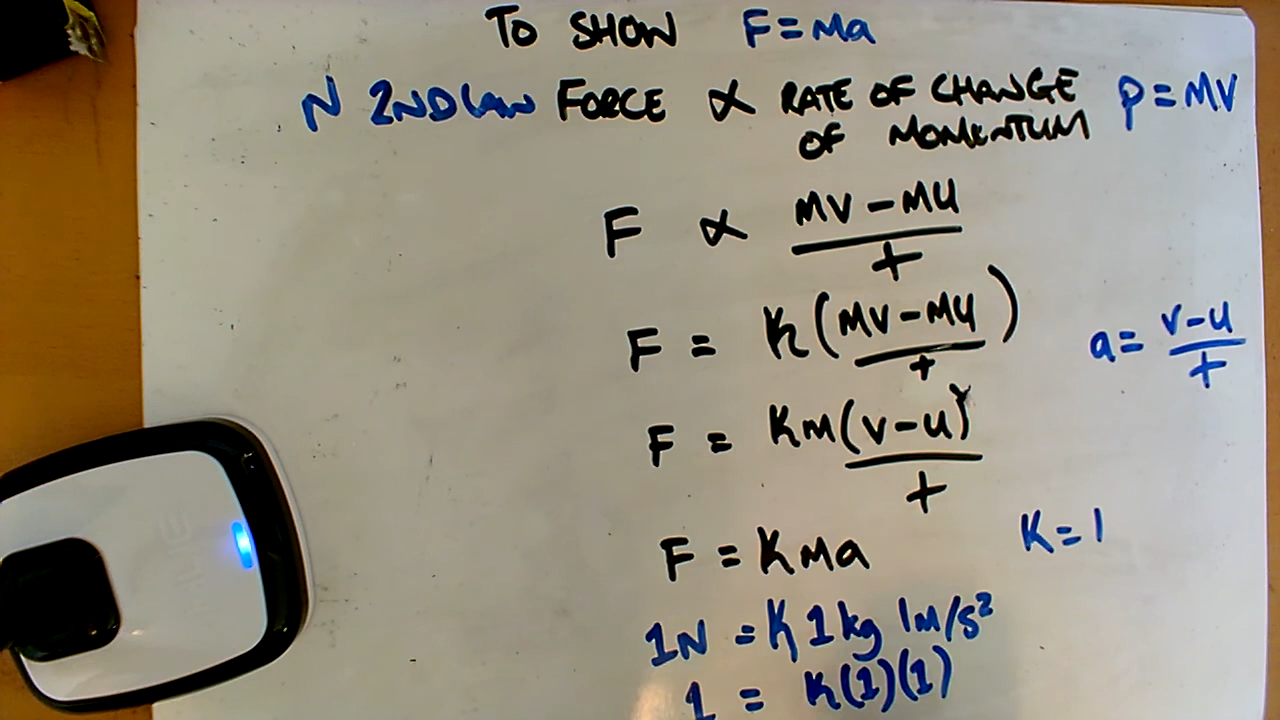 TO SHOW F=Ma
N 2ND LAW FORCE ∝ RATE OF CHANGE P=MV
OF MOMENTUM
F ∝ MV-MU/t
F = K(MV-MU/t)
a= V-U/t
F = KM(V-U)/t
K=1
F = KMa
1N = K 1kg 1M/S²
1 = K(1)(1)